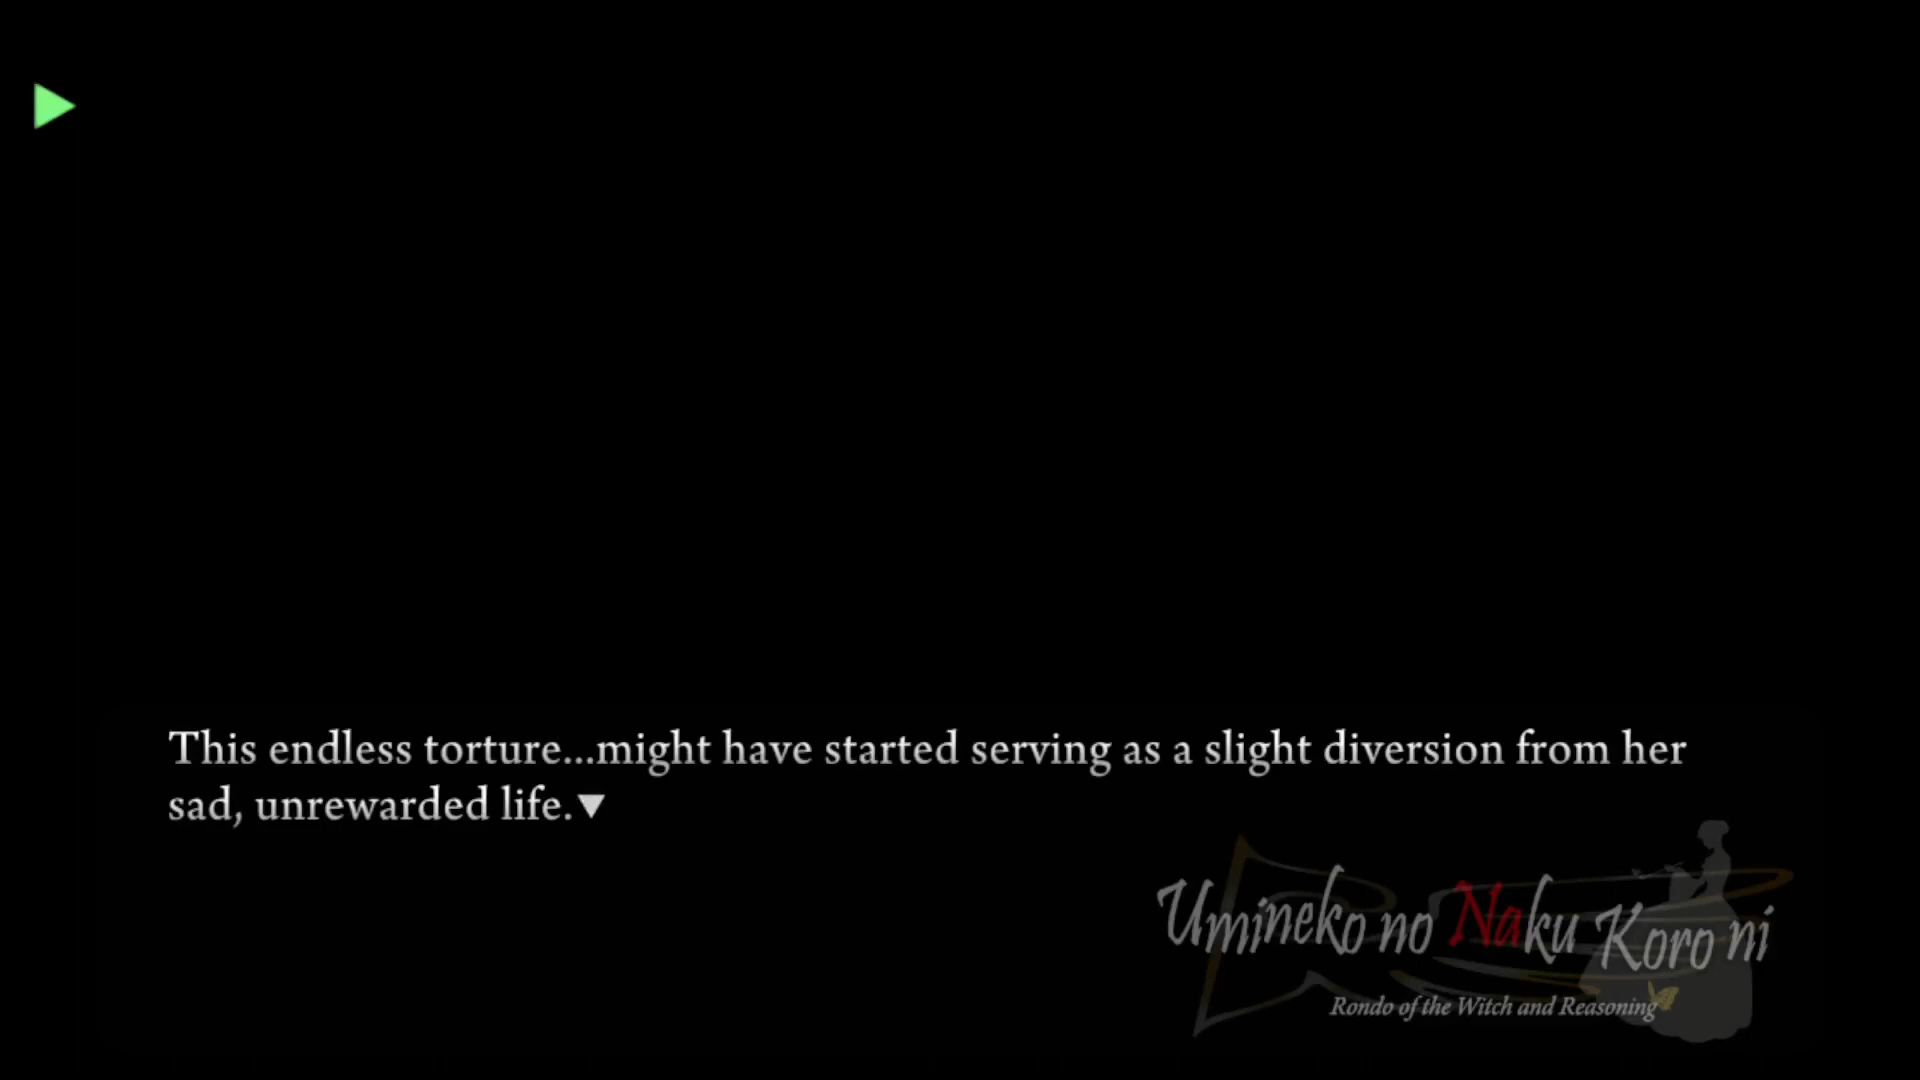 This endless torture...might have started serving as a slight diversion from her
sad, unrewarded life.
Umineko no Naku Koro ni
Rondo of the Witch and Reasoning